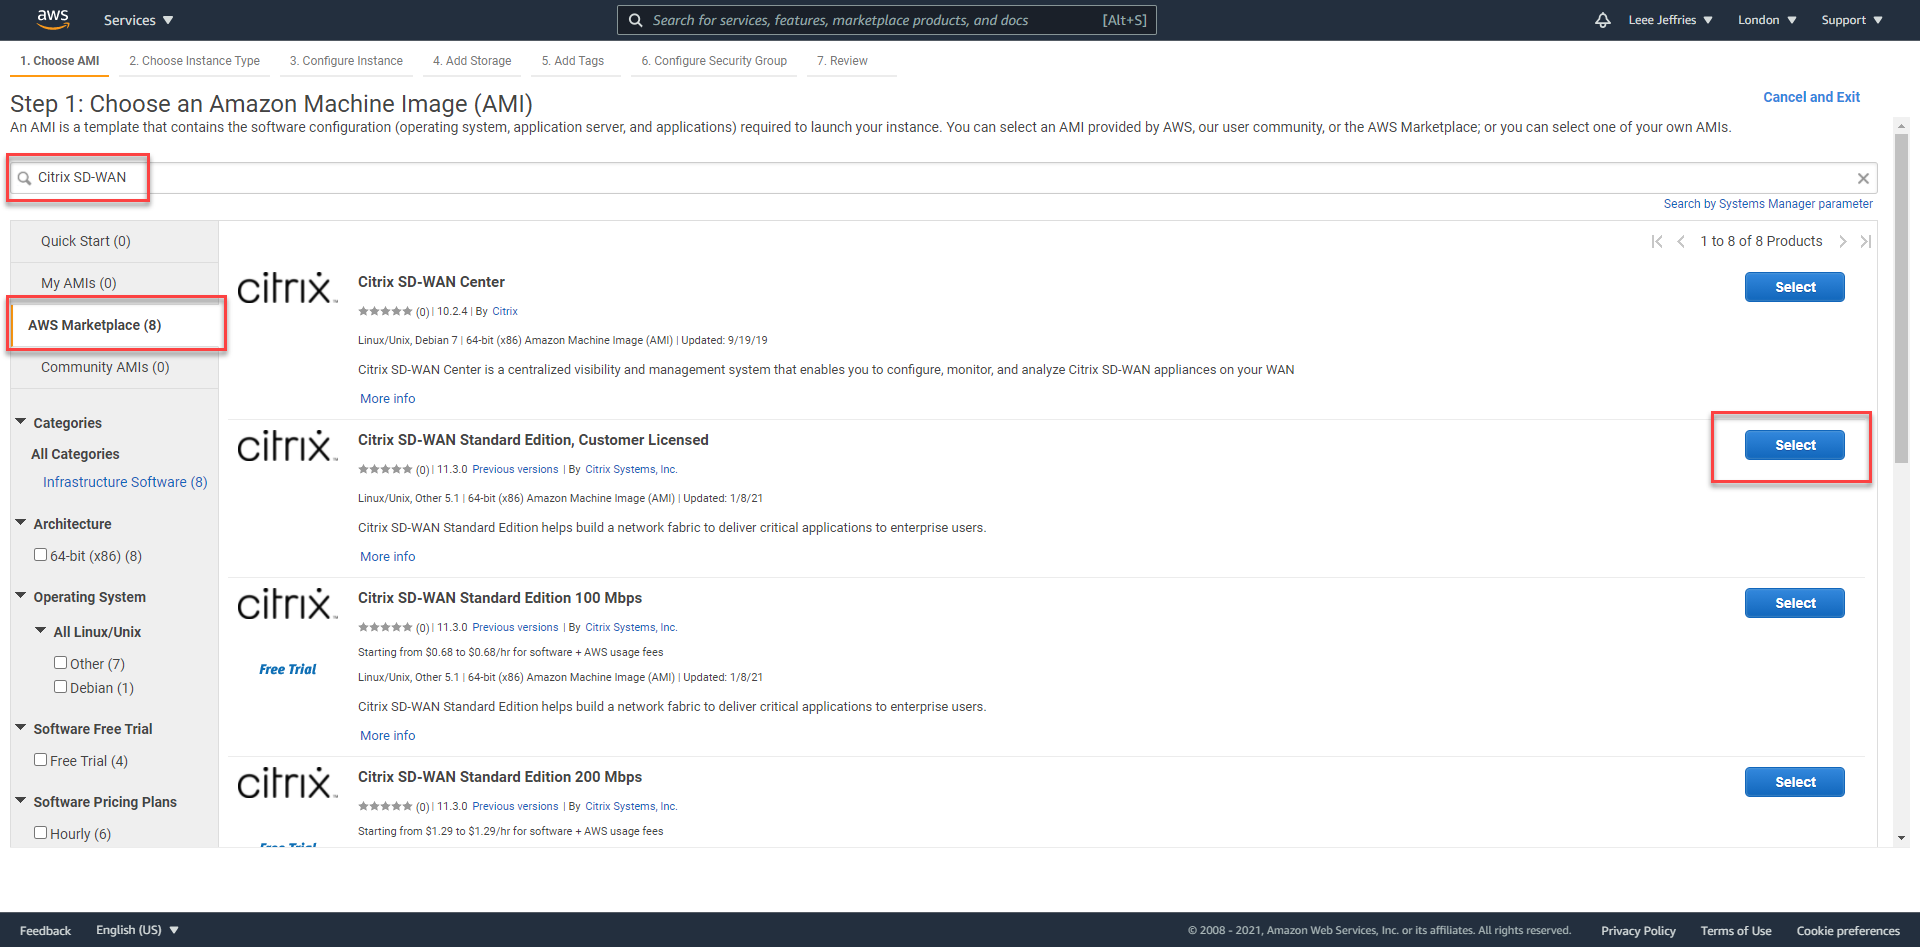 aws
Services
Search for services, features, marketplace products, and docs
[Alt+S]
Leee Jeffries
London
Support
1. Choose AMI
2. Choose Instance Type
3. Configure Instance
4. Add Storage
5. Add Tags
6. Configure Security Group
7. Review
Step 1: Choose an Amazon Machine Image (AMI)
Cancel and Exit
An AMI is a template that contains the software configuration (operating system, application server, and applications) required to launch your instance. You can select an AMI provided by AWS, our user community, or the AWS Marketplace; or you can select one of your own AMIs.
Citrix SD-WAN
Search by Systems Manager parameter
Quick Start (0)
My AMIs (0)
AWS Marketplace (8)
Community AMIs (0)
Categories
All Categories
Infrastructure Software (8)
Architecture
64-bit (x86) (8)
Operating System
All Linux/Unix
Other (7)
Debian (1)
Software Free Trial
Free Trial (4)
Software Pricing Plans
Hourly (6)
1 to 8 of 8 Products
citrix
Citrix SD-WAN Center
Select
(0) | 10.2.4 | By Citrix
Linux/Unix, Debian 7 | 64-bit (x86) Amazon Machine Image (AMI) | Updated: 9/19/19
Citrix SD-WAN Center is a centralized visibility and management system that enables you to configure, monitor, and analyze Citrix SD-WAN appliances on your WAN
More info
citrix
Citrix SD-WAN Standard Edition, Customer Licensed
Select
(0) | 11.3.0 Previous versions | By Citrix Systems, Inc.
Linux/Unix, Other 5.1 | 64-bit (x86) Amazon Machine Image (AMI) | Updated: 1/8/21
Citrix SD-WAN Standard Edition helps build a network fabric to deliver critical applications to enterprise users.
More info
citrix
Citrix SD-WAN Standard Edition 100 Mbps
Select
(0) | 11.3.0 Previous versions | By Citrix Systems, Inc.
Starting from $0.68 to $0.68/hr for software + AWS usage fees
Free Trial
Linux/Unix, Other 5.1 | 64-bit (x86) Amazon Machine Image (AMI) | Updated: 1/8/21
Citrix SD-WAN Standard Edition helps build a network fabric to deliver critical applications to enterprise users.
More info
citrix
Citrix SD-WAN Standard Edition 200 Mbps
Select
(0) | 11.3.0 Previous versions | By Citrix Systems, Inc.
Starting from $1.29 to $1.29/hr for software + AWS usage fees
Free Trial
Feedback
English (US)
© 2008 - 2021, Amazon Web Services, Inc. or its affiliates. All rights reserved.
Privacy Policy
Terms of Use
Cookie preferences